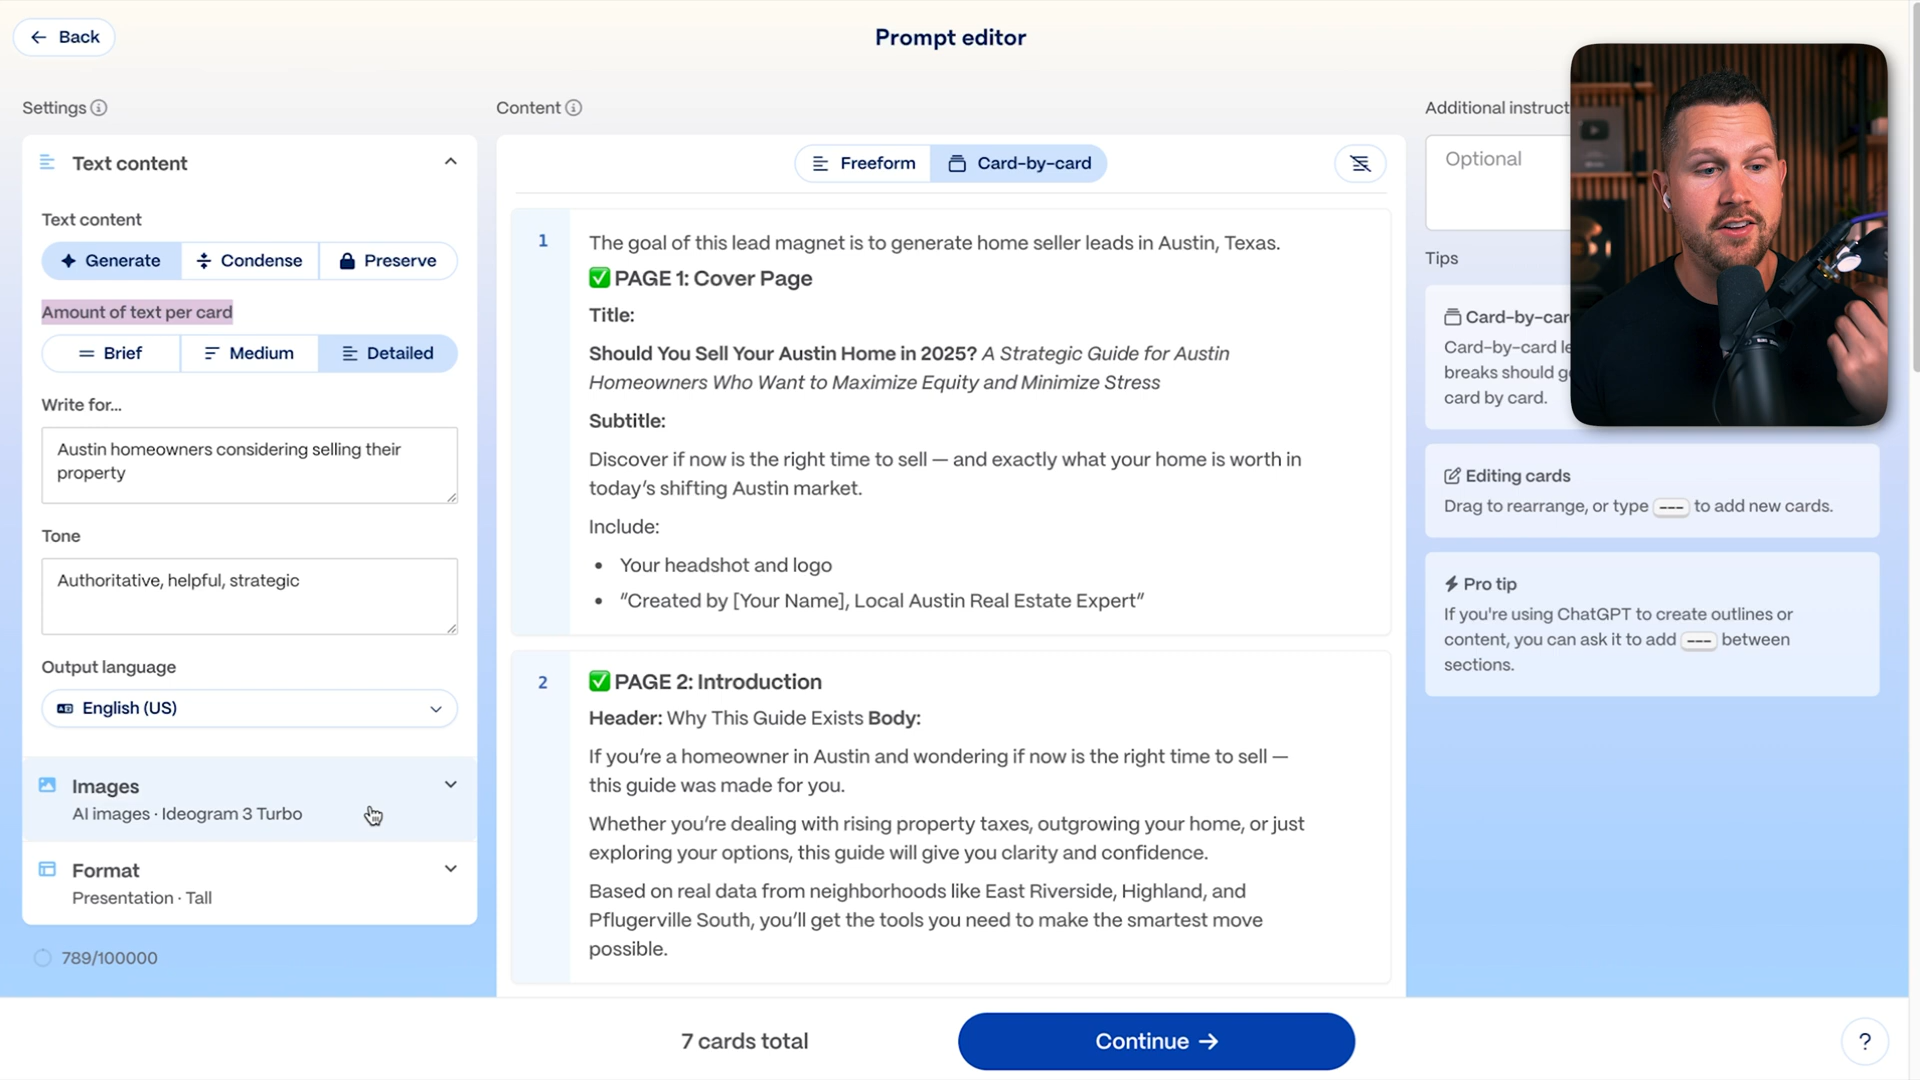 Back
Prompt editor
Settings
Content
Additional instruct
Text content
Text content
Generate
Condense
Preserve
Amount of text per card
Brief
Medium
Detailed
Write for...
Austin homeowners considering selling their
property
Tone
Authoritative, helpful, strategic
Output language
English (US)
Images
AI images · Ideogram 3 Turbo
Format
Presentation · Tall
789/100000
Freeform
Card-by-card
1
The goal of this lead magnet is to generate home seller leads in Austin, Texas.
✅ PAGE 1: Cover Page
Title:
Should You Sell Your Austin Home in 2025? A Strategic Guide for Austin
Homeowners Who Want to Maximize Equity and Minimize Stress
Subtitle:
Discover if now is the right time to sell — and exactly what your home is worth in
today's shifting Austin market.
Include:
• Your headshot and logo
• "Created by [Your Name], Local Austin Real Estate Expert"
2
✅ PAGE 2: Introduction
Header: Why This Guide Exists Body:
If you're a homeowner in Austin and wondering if now is the right time to sell —
this guide was made for you.
Whether you're dealing with rising property taxes, outgrowing your home, or just
exploring your options, this guide will give you clarity and confidence.
Based on real data from neighborhoods like East Riverside, Highland, and
Pflugerville South, you'll get the tools you need to make the smartest move
possible.
Optional
Tips
Card-by-car
Card-by-card le
breaks should g
card by card.
Editing cards
Drag to rearrange, or type --- to add new cards.
Pro tip
If you're using ChatGPT to create outlines or
content, you can ask it to add --- between
sections.
7 cards total
Continue →
?